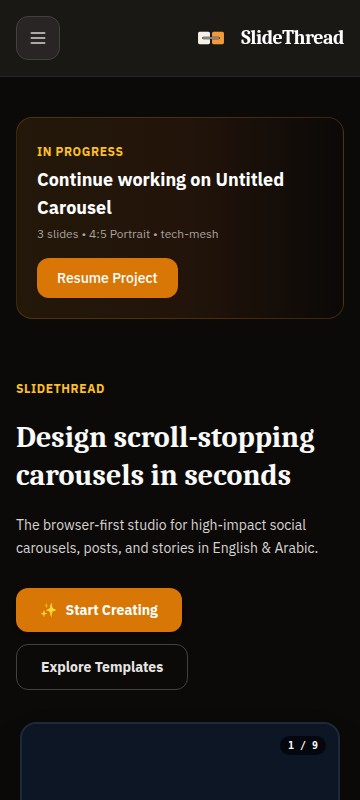 SlideThread
IN PROGRESS
Continue working on Untitled
Carousel
3 slides • 4:5 Portrait • tech-mesh
Resume Project
SLIDETHREAD
Design scroll-stopping
carousels in seconds
The browser-first studio for high-impact social
carousels, posts, and stories in English & Arabic.
✨ Start Creating
Explore Templates
1 / 9